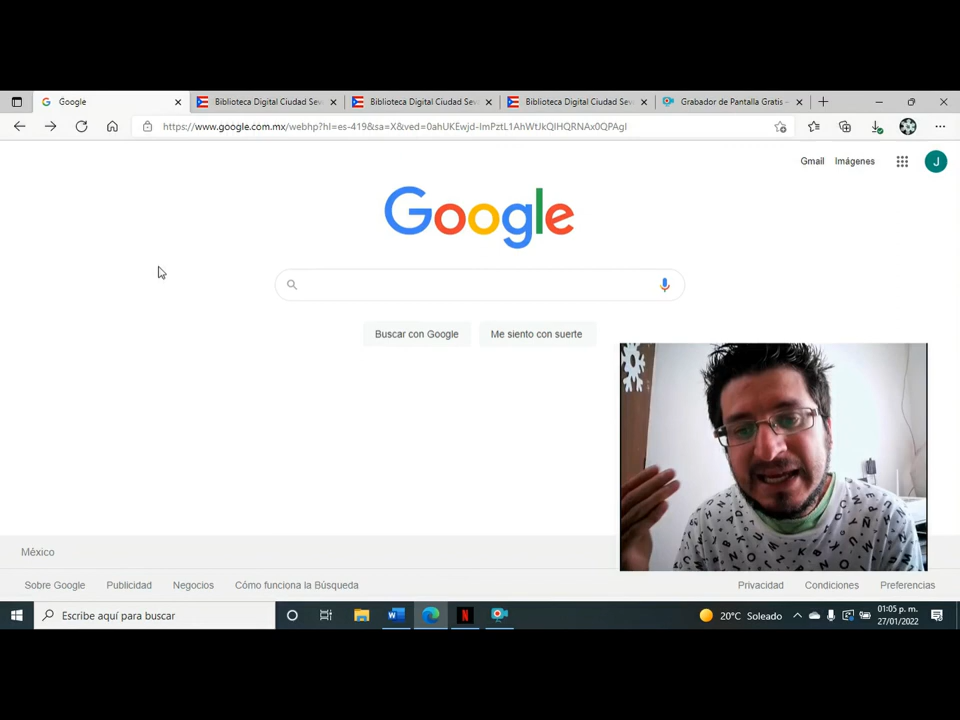 Google
Biblioteca Digital Ciudad Sev
Biblioteca Digital Ciudad Sev
Biblioteca Digital Ciudad Sev
Grabador de Pantalla Gratis –
https://www.google.com.mx/webhp?hl=es-419&sa=X&ved=0ahUKEwjd-ImPztL1AhWtJkQIHQRNAx0QPAgI
Gmail
Imágenes
J
Google
Buscar con Google
Me siento con suerte
México
Sobre Google
Publicidad
Negocios
Cómo funciona la Búsqueda
Privacidad
Condiciones
Preferencias
Escribe aquí para buscar
W
N
20°C Soleado
01:05 p. m.
27/01/2022